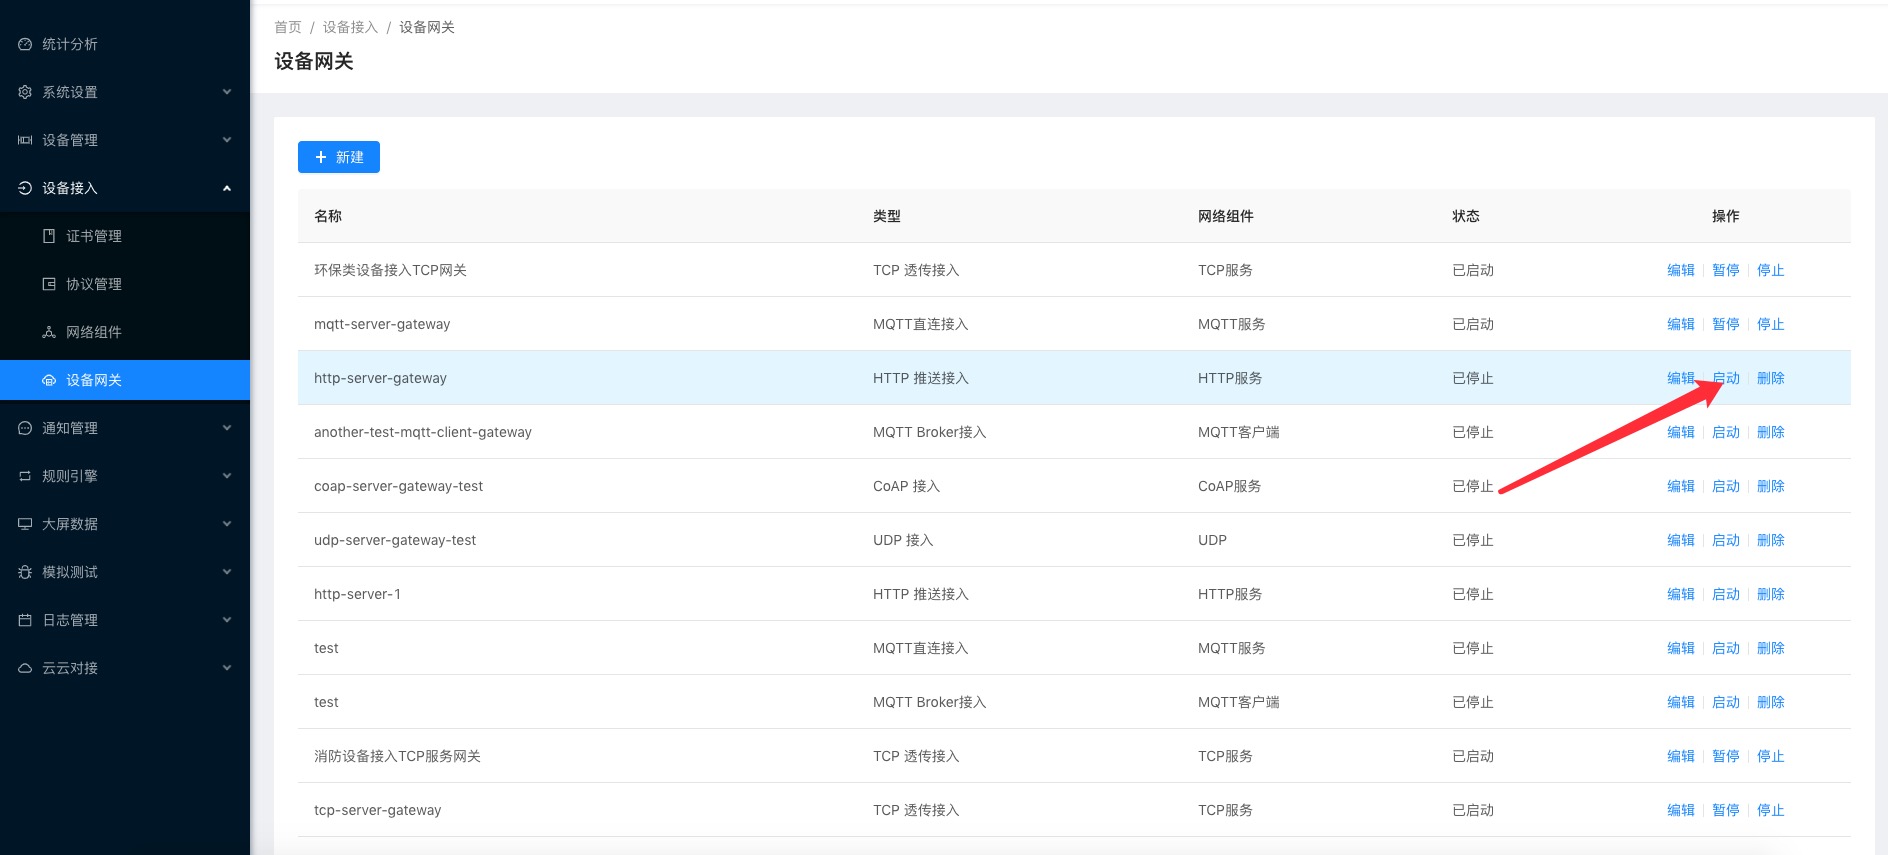 统计分析
系统设置
设备管理
设备接入
证书管理
协议管理
网络组件
设备网关
通知管理
规则引擎
大屏数据
模拟测试
日志管理
云云对接
首页 / 设备接入 / 设备网关
设备网关
+ 新建
名称 类型 网络组件 状态 操作
环保类设备接入TCP网关 TCP 透传接入 TCP服务 已启动 编辑 暂停 停止
mqtt-server-gateway MQTT直连接入 MQTT服务 已启动 编辑 暂停 停止
http-server-gateway HTTP 推送接入 HTTP服务 已停止 编辑 启动 删除
another-test-mqtt-client-gateway MQTT Broker接入 MQTT客户端 已停止 编辑 启动 删除
coap-server-gateway-test CoAP 接入 CoAP服务 已停止 编辑 启动 删除
udp-server-gateway-test UDP 接入 UDP 已停止 编辑 启动 删除
http-server-1 HTTP 推送接入 HTTP服务 已停止 编辑 启动 删除
test MQTT直连接入 MQTT服务 已停止 编辑 启动 删除
test MQTT Broker接入 MQTT客户端 已停止 编辑 启动 删除
消防设备接入TCP服务网关 TCP 透传接入 TCP服务 已启动 编辑 暂停 停止
tcp-server-gateway TCP 透传接入 TCP服务 已启动 编辑 暂停 停止